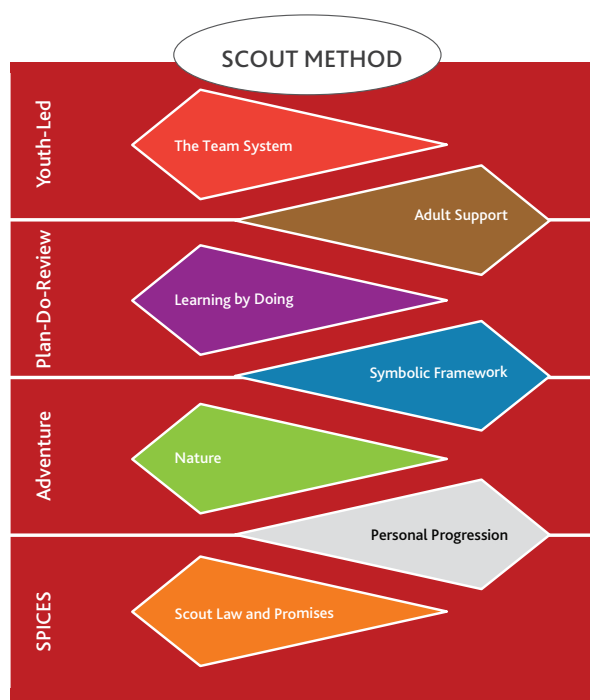 SCOUT METHOD
Youth-Led
The Team System
Adult Support
Plan-Do-Review
Learning by Doing
Symbolic Framework
Adventure
Nature
Personal Progression
SPICES
Scout Law and Promises